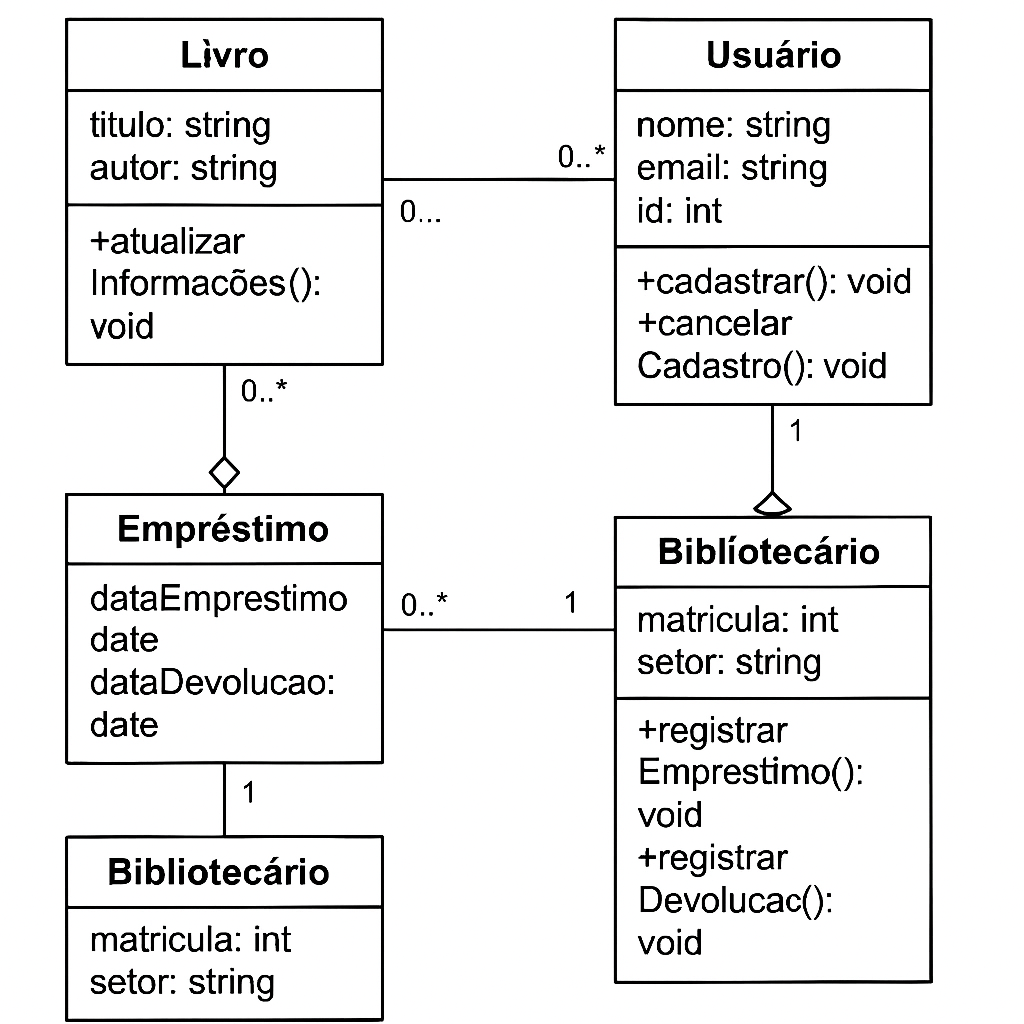 Lìvro
titulo: string
autor: string
+atualizar
Informacões():
void
0..*
0...
Usuário
nome: string
email: string
id: int
+cadastrar(): void
+cancelar
Cadastro(): void
0..*
1
Empréstimo
dataEmprestimo
date
dataDevolucao:
date
0..*
1
Biblíotecário
matricula: int
setor: string
+registrar
Emprestimo():
void
+registrar
Devolucac():
void
1
Bibliotecário
matricula: int
setor: string